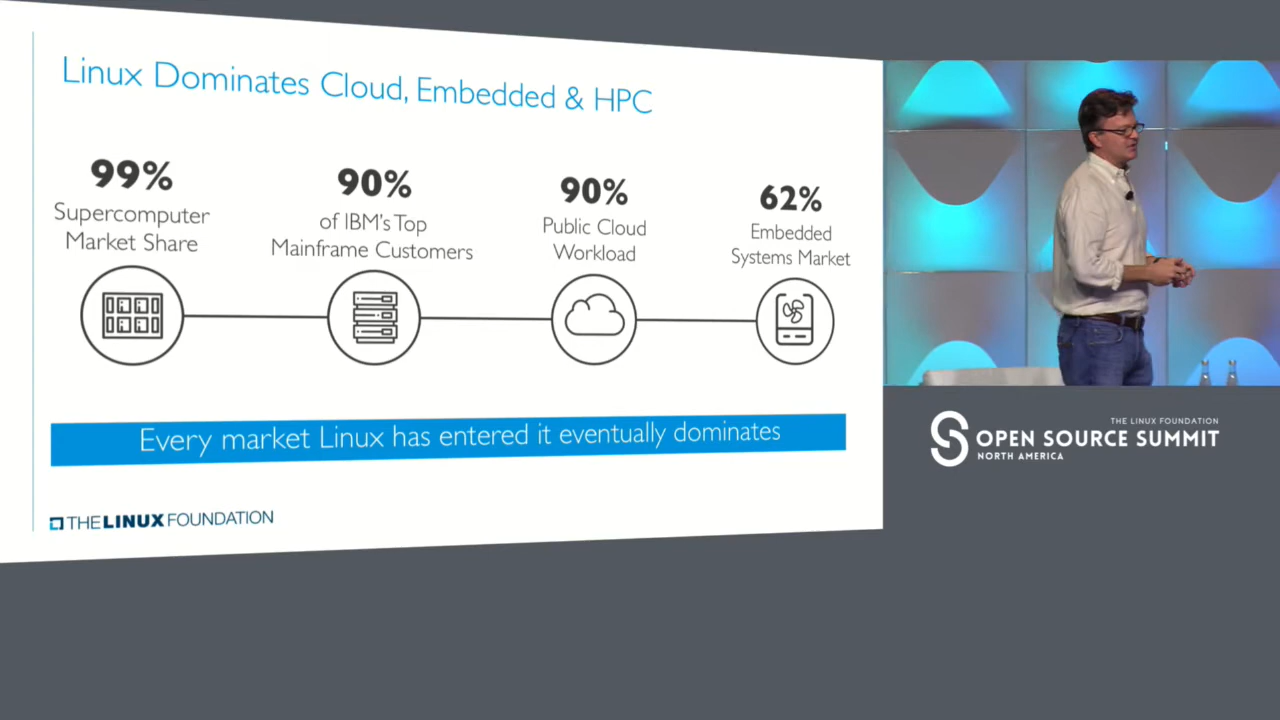 Linux Dominates Cloud, Embedded & HPC
99%
Supercomputer
Market Share
90%
of IBM's Top
Mainframe Customers
90%
Public Cloud
Workload
62%
Embedded
Systems Market
Every market Linux has entered it eventually dominates
THE LINUX FOUNDATION
THE LINUX FOUNDATION
OPEN SOURCE SUMMIT
NORTH AMERICA